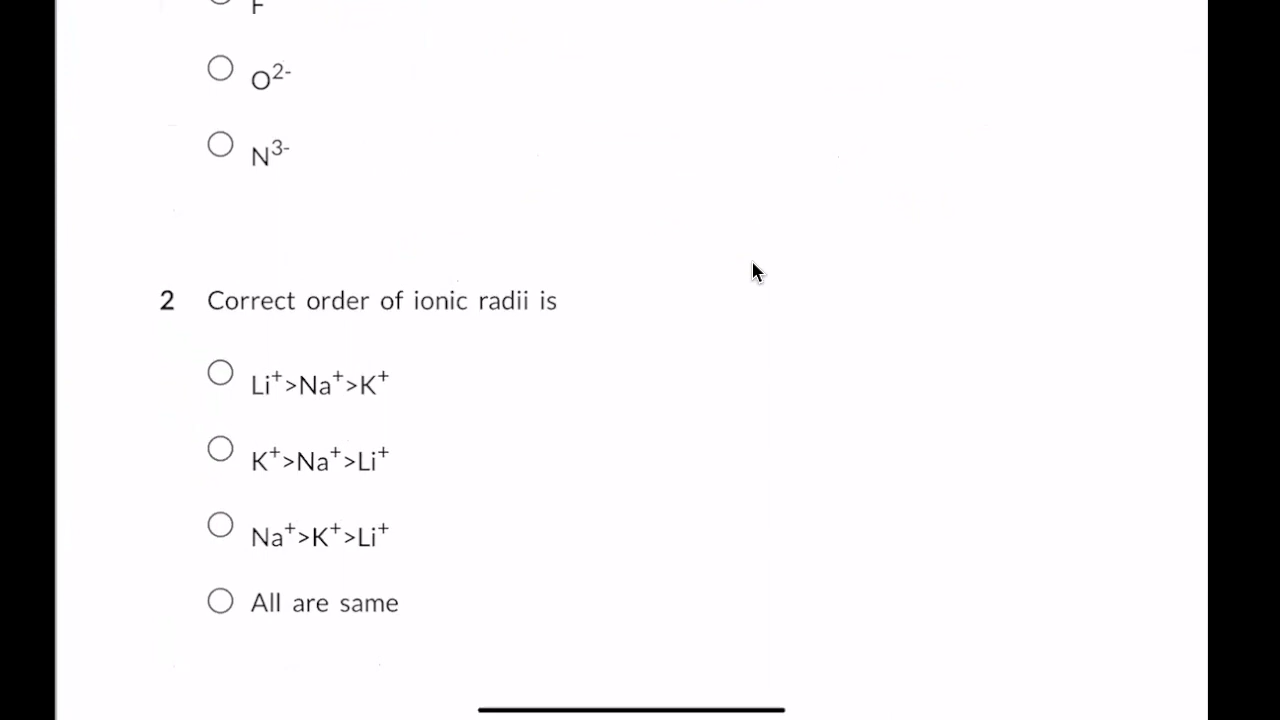 F
O²⁻
N³⁻
2 Correct order of ionic radii is
Li⁺>Na⁺>K⁺
K⁺>Na⁺>Li⁺
Na⁺>K⁺>Li⁺
All are same